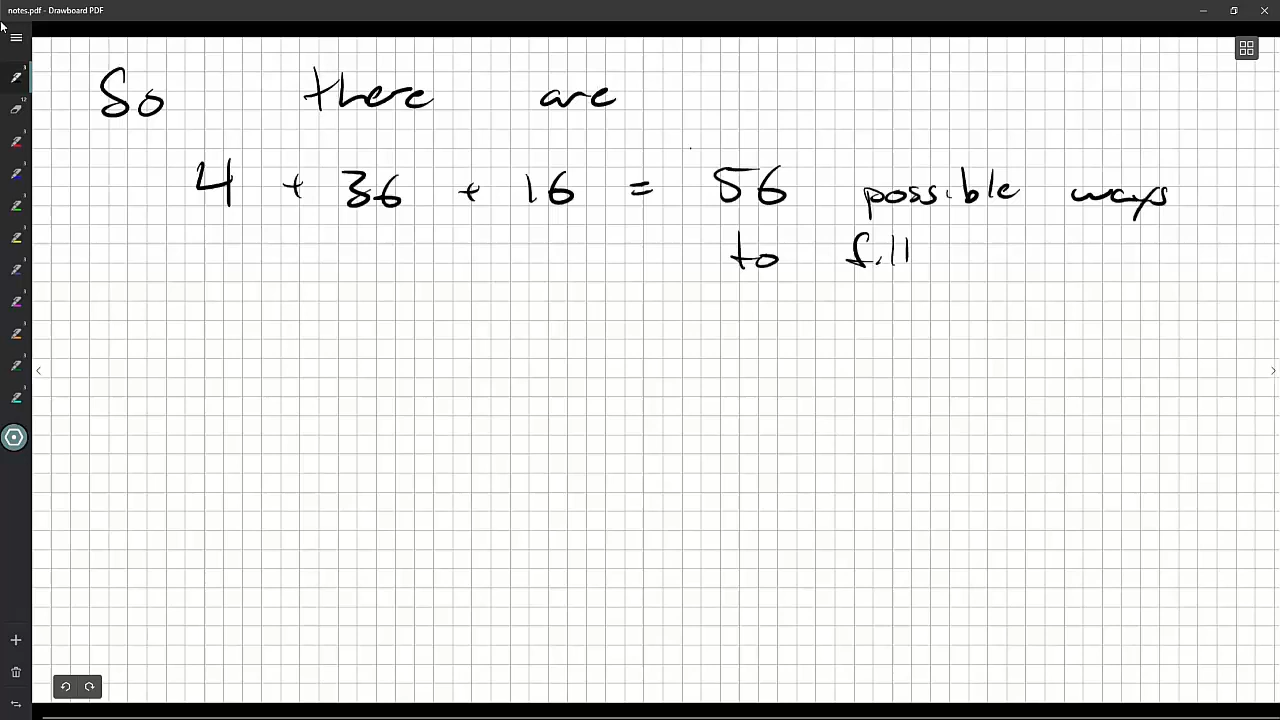 notes.pdf - Drawboard PDF
So there are
4 + 36 + 16 = 56 possible ways
to fill